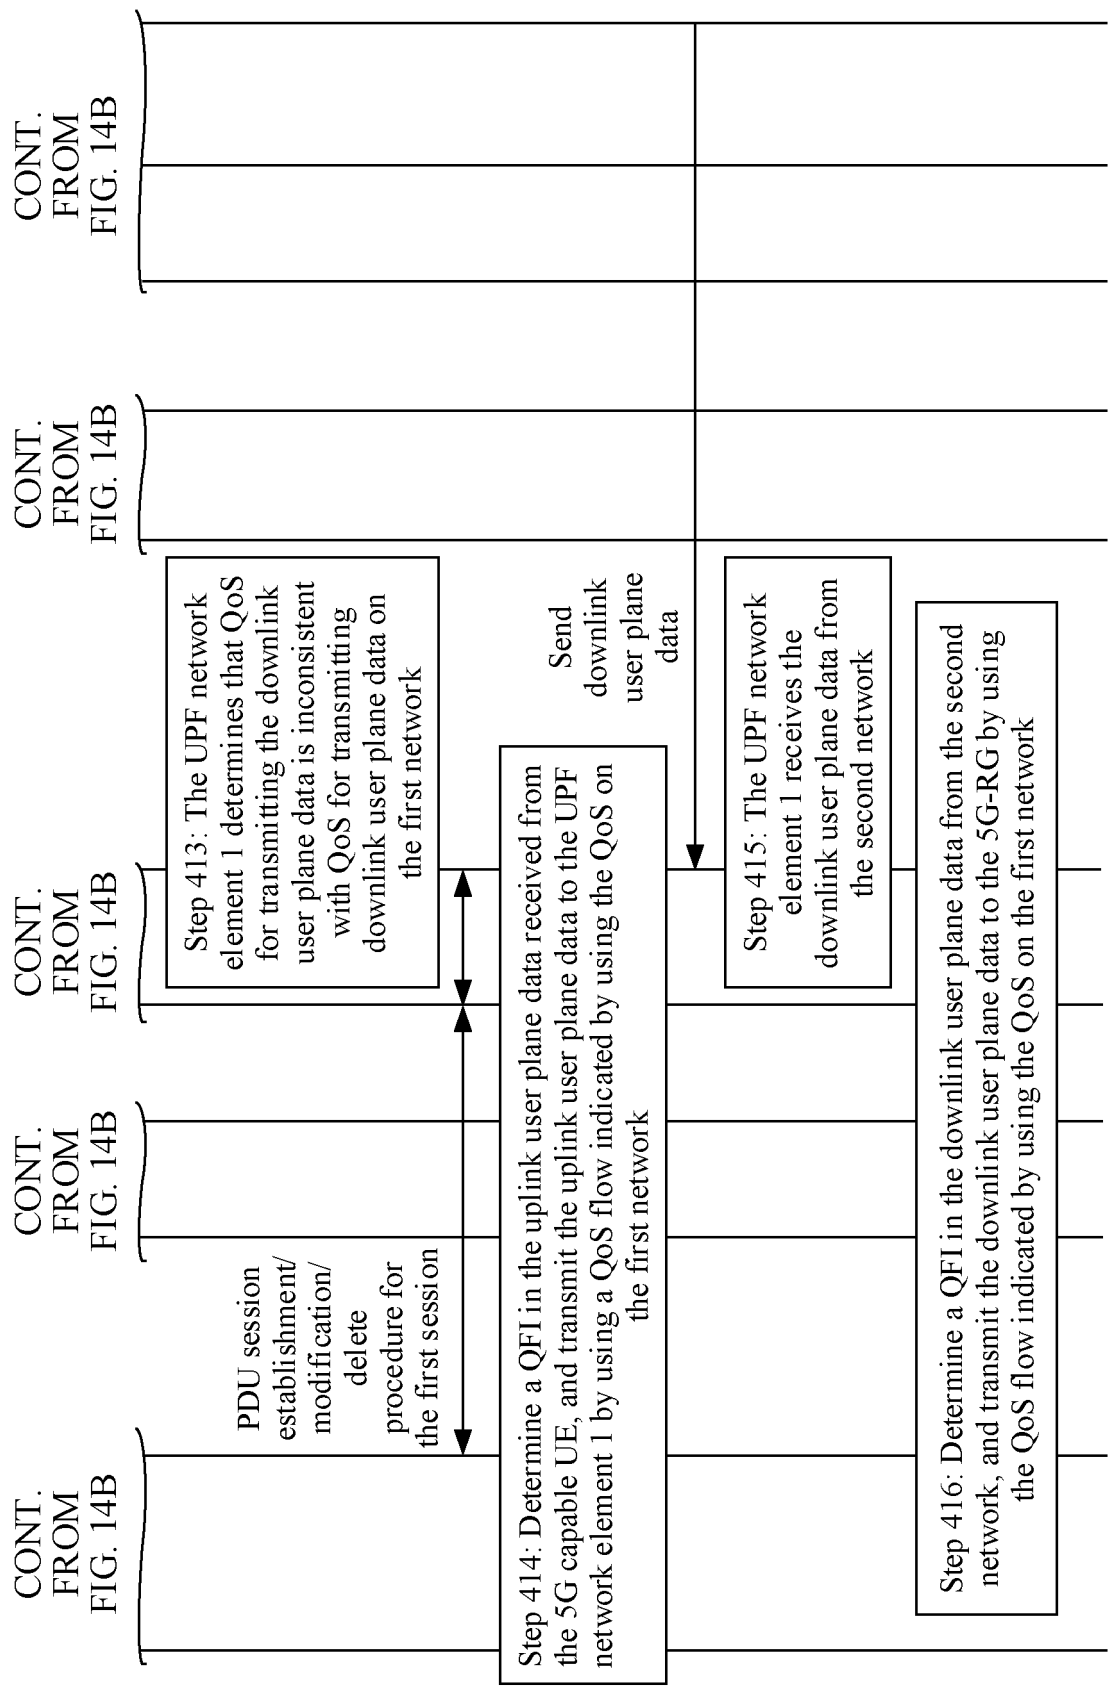 CONT.
FROM
FIG. 14B
CONT.
FROM
FIG. 14B
CONT.
FROM
FIG. 14B
CONT.
FROM
FIG. 14B
CONT.
FROM
FIG. 14B
Step 413: The UPF network
element 1 determines that QoS
for transmitting the downlink
user plane data is inconsistent
with QoS for transmitting
downlink user plane data on
the first network
PDU session
establishment/
modification/
delete
procedure for
the first session
Step 414: Determine a QFI in the uplink user plane data received from
the 5G capable UE, and transmit the uplink user plane data to the UPF
network element 1 by using a QoS flow indicated by using the QoS on
the first network
Send
downlink
user plane
data
Step 415: The UPF network
element 1 receives the
downlink user plane data from
the second network
Step 416: Determine a QFI in the downlink user plane data from the second
network, and transmit the downlink user plane data to the 5G-RG by using
the QoS flow indicated by using the QoS on the first network